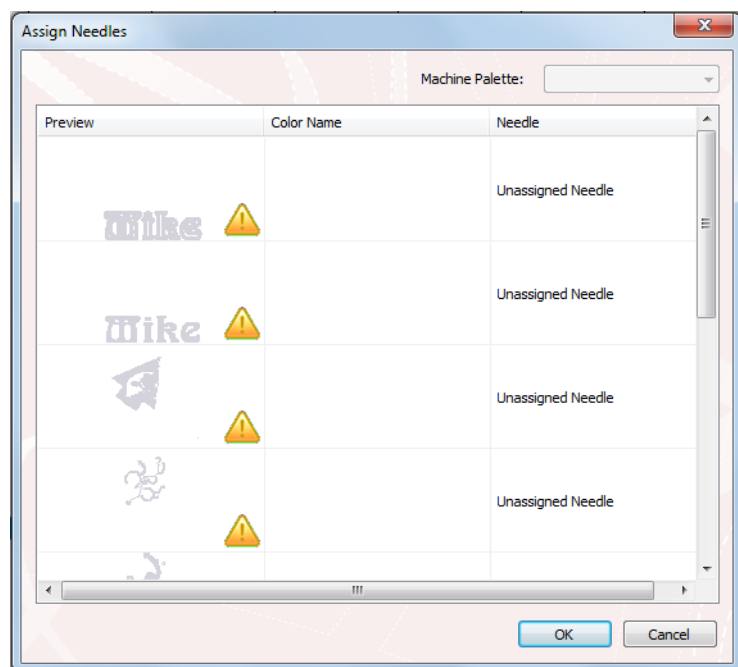 Assign Needles
Machine Palette:
Preview Color Name Needle
Unassigned Needle
Mike
Unassigned Needle
Mike
Unassigned Needle
Unassigned Needle
OK Cancel